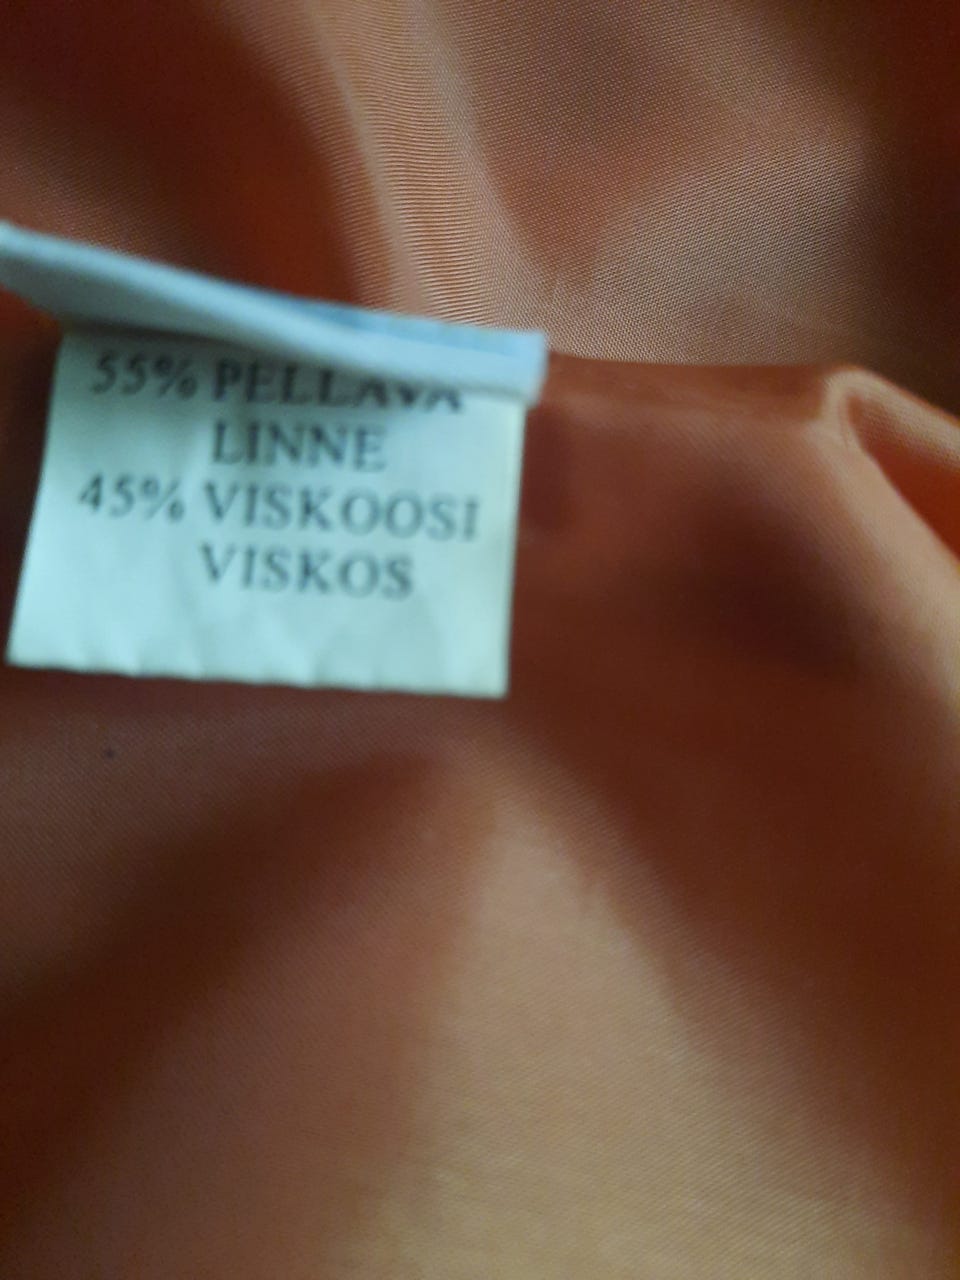 55% PELLAVA
LINNE
45% VISKOOSI
VISKOS